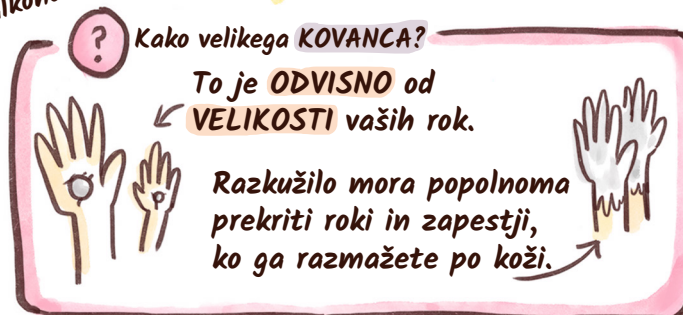 ?
Kako velikega KOVANCA?
To je ODVISNO od
VELIKOSTI vaših rok.
Razkužilo mora popolnoma
prekriti roki in zapestji,
ko ga razmažete po koži.